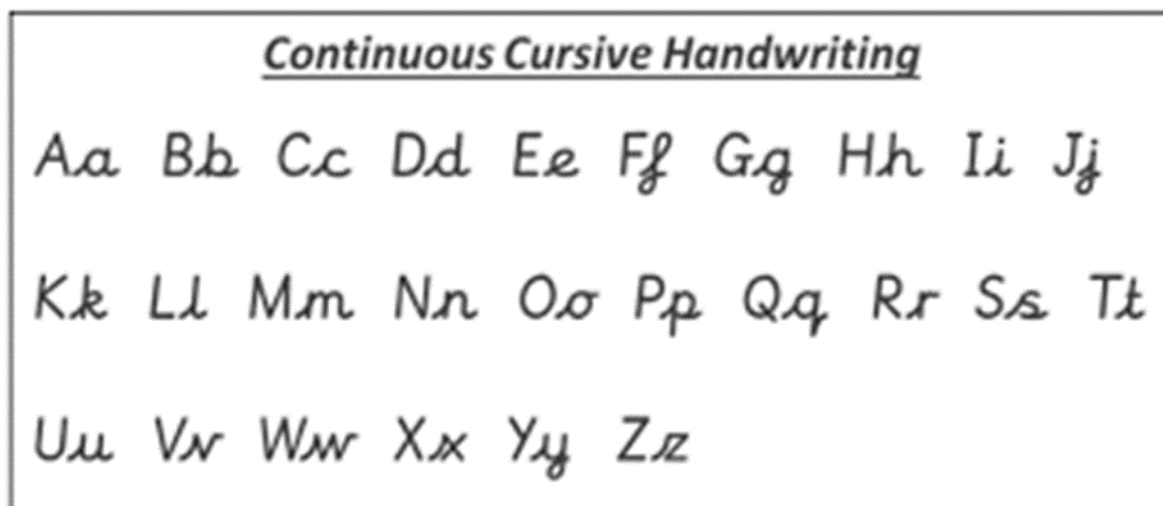 Continuous Cursive Handwriting
Aa Bb Cc Dd Ee Ff Gg Hh Ii Jj
Kk Ll Mm Nn Oo Pp Qq Rr Ss Tt
Uu Vv Ww Xx Yy Zz